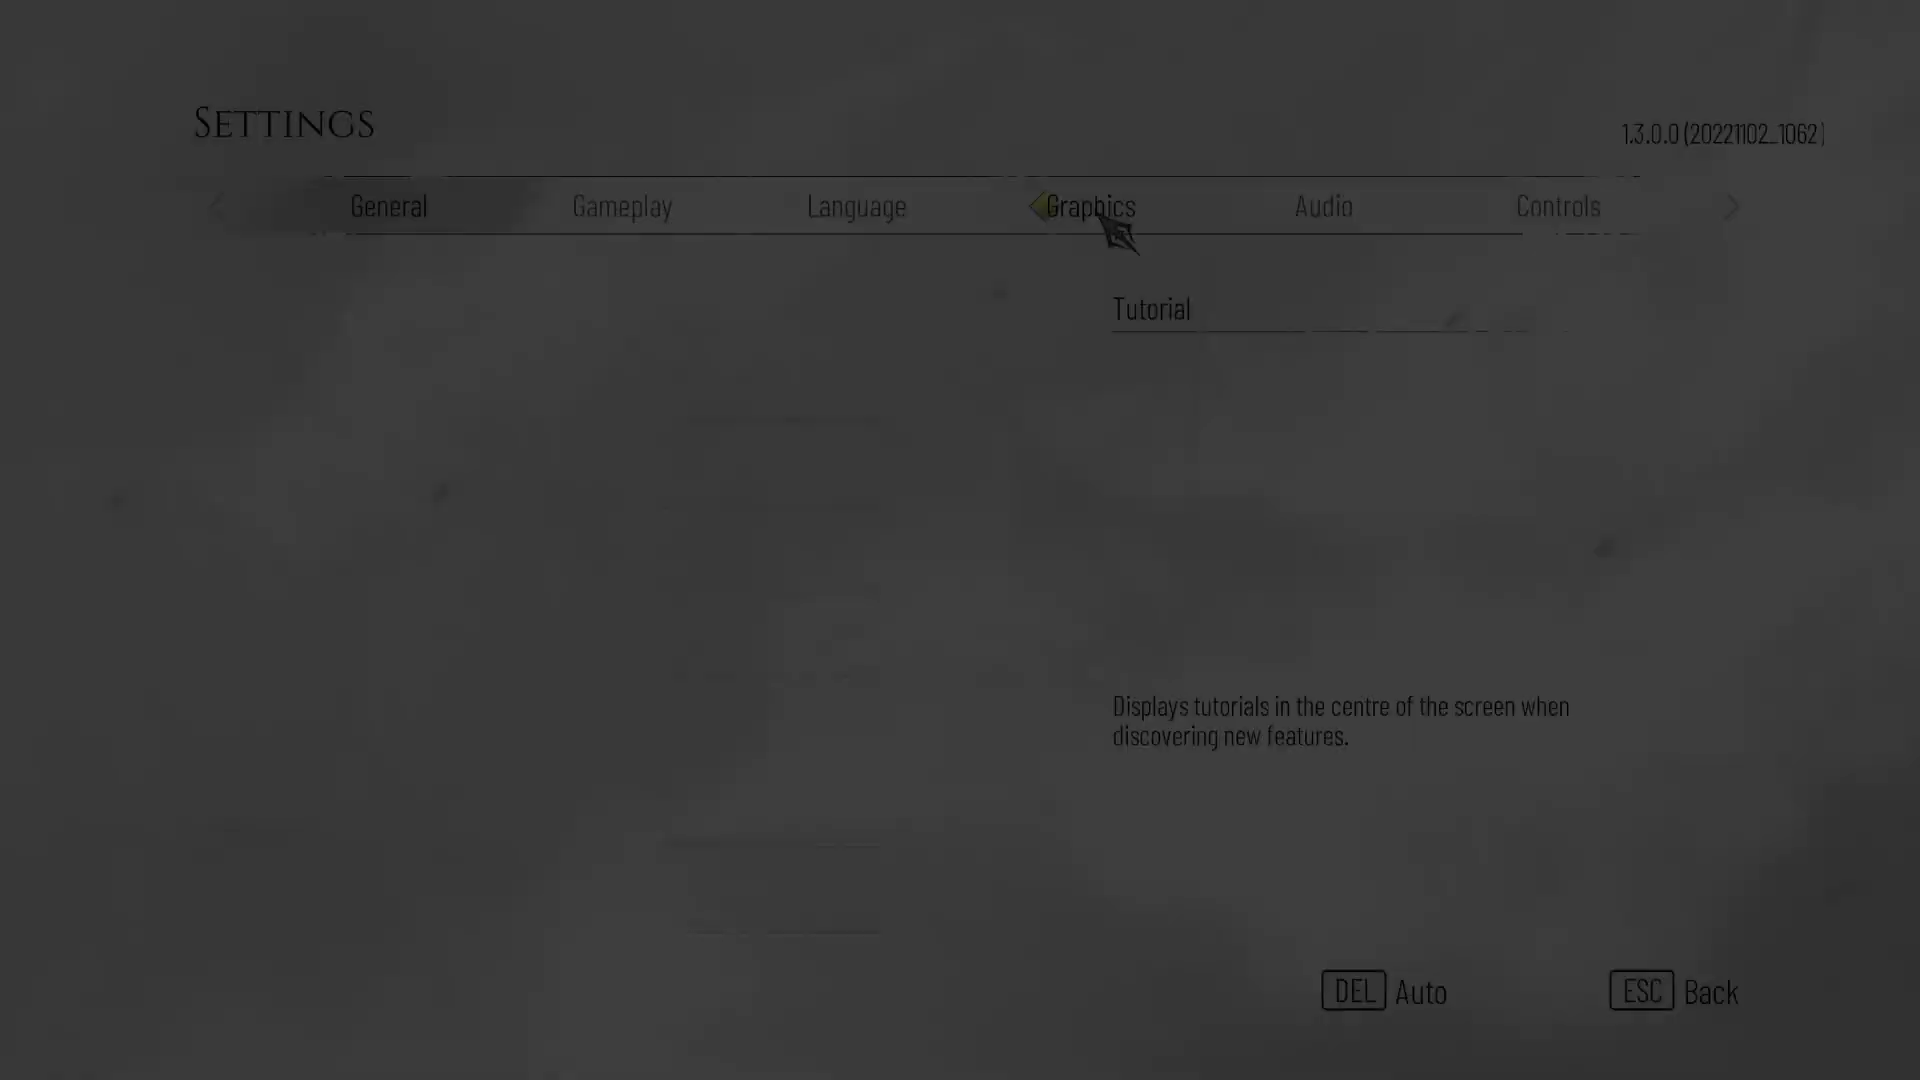 Settings
1.3.0.0 (20221102_1062)
General Gameplay Language Graphics Audio Controls
Tutorial
Displays tutorials in the centre of the screen when
discovering new features.
DEL Auto ESC Back